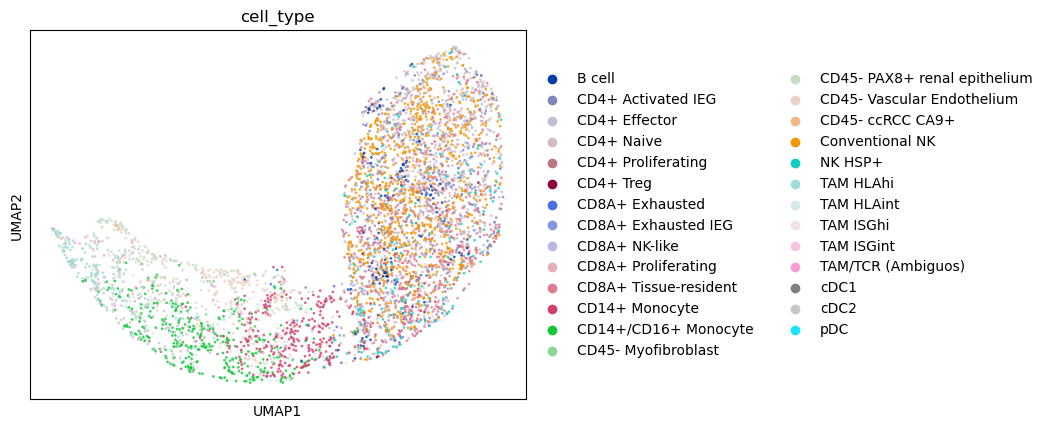 cell_type
UMAP2
UMAP1
B cell
CD4+ Activated IEG
CD4+ Effector
CD4+ Naive
CD4+ Proliferating
CD4+ Treg
CD8A+ Exhausted
CD8A+ Exhausted IEG
CD8A+ NK-like
CD8A+ Proliferating
CD8A+ Tissue-resident
CD14+ Monocyte
CD14+/CD16+ Monocyte
CD45- Myofibroblast
CD45- PAX8+ renal epithelium
CD45- Vascular Endothelium
CD45- ccRCC CA9+
Conventional NK
NK HSP+
TAM HLAhi
TAM HLAint
TAM ISGhi
TAM ISGint
TAM/TCR (Ambiguos)
cDC1
cDC2
pDC